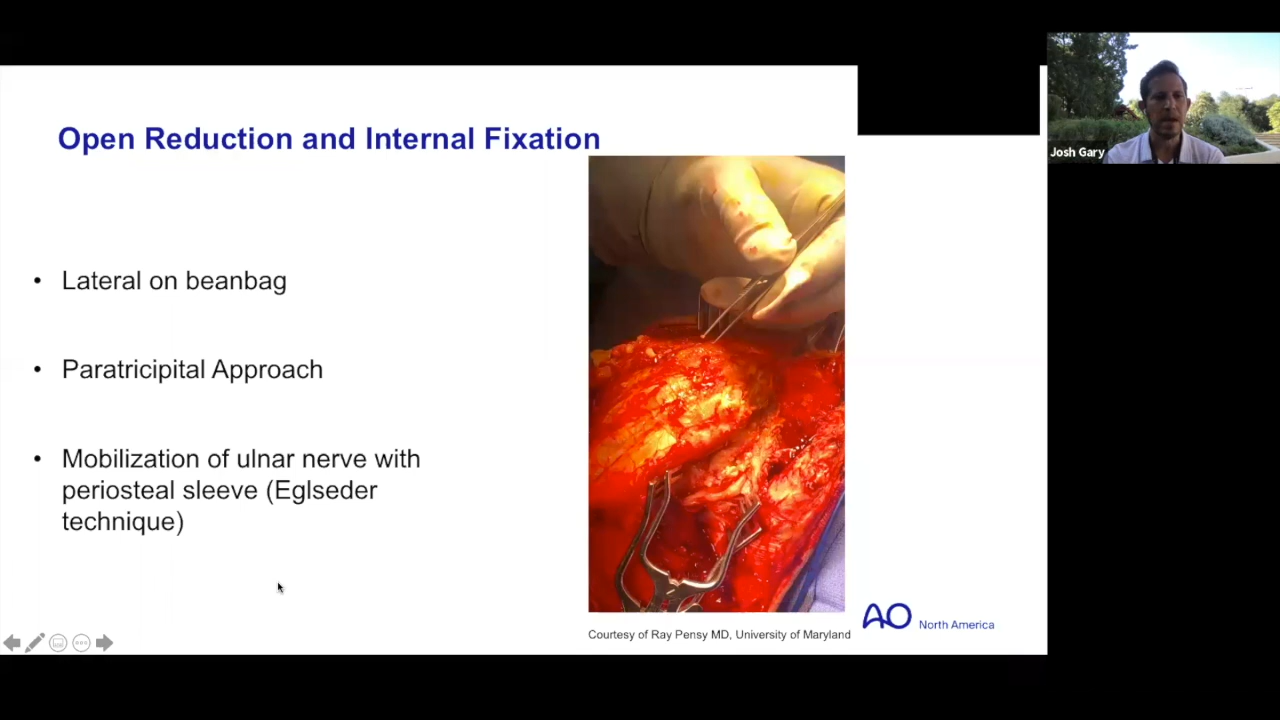 Open Reduction and Internal Fixation
Josh Gary
• Lateral on beanbag
• Paratricipital Approach
• Mobilization of ulnar nerve with
periosteal sleeve (Eglseder
technique)
Courtesy of Ray Pensy MD, University of Maryland
AO North America